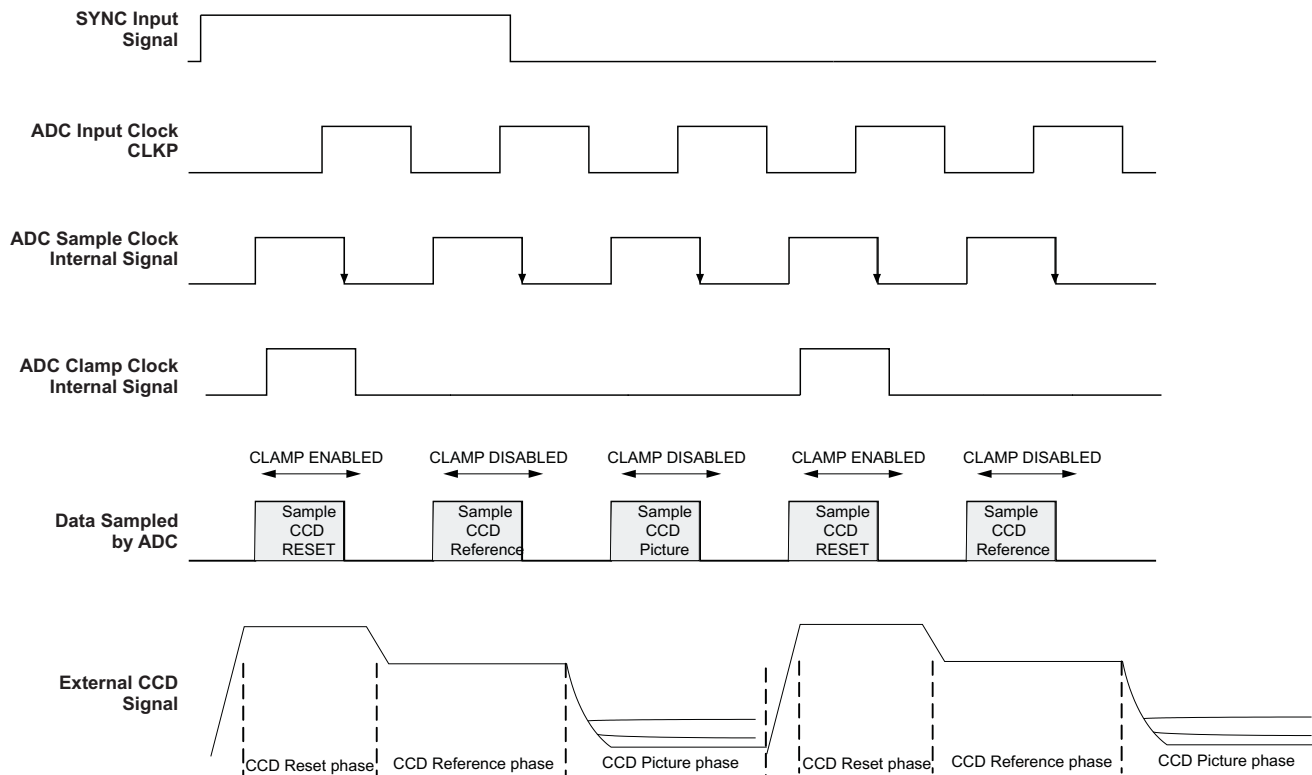 SYNC Input
Signal
ADC Input Clock
CLKP
ADC Sample Clock
Internal Signal
ADC Clamp Clock
Internal Signal
CLAMP ENABLED
CLAMP DISABLED
CLAMP DISABLED
CLAMP ENABLED
CLAMP DISABLED
Data Sampled
by ADC
Sample
CCD
RESET
Sample
CCD
Reference
Sample
CCD
Picture
Sample
CCD
RESET
Sample
CCD
Reference
External CCD
Signal
CCD Reset phase
CCD Reference phase
CCD Picture phase
CCD Reset phase
CCD Reference phase
CCD Picture phase